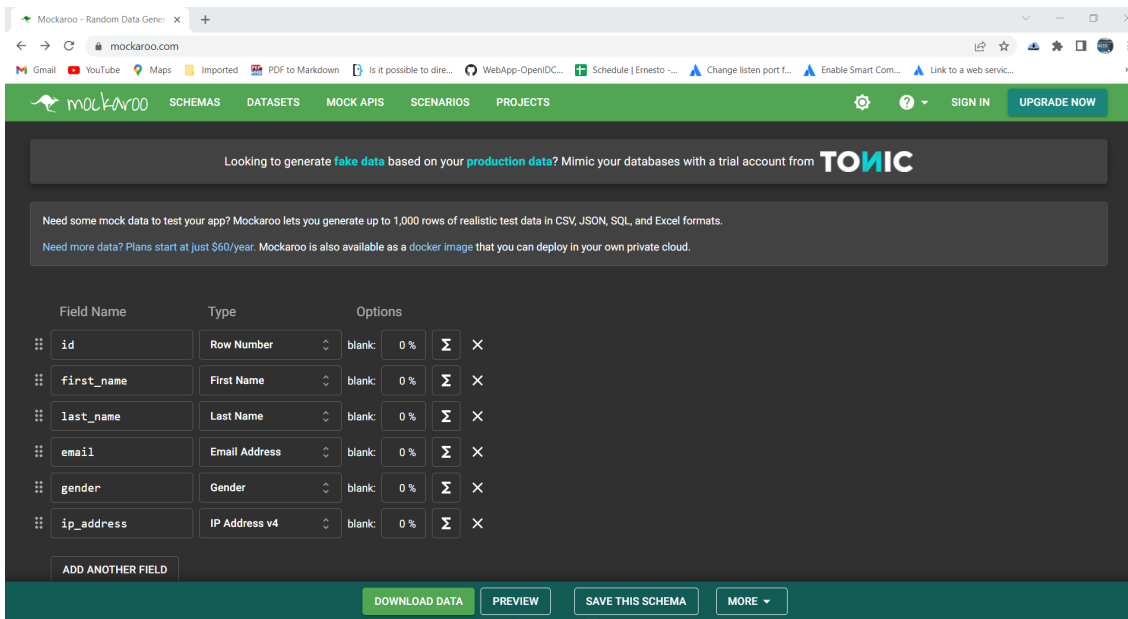 Mockaroo - Random Data Gener
mockaroo.com
Gmail YouTube Maps Imported PDF to Markdown Is it possible to dire... WebApp-OpenIDC... Schedule | Ernesto -... Change listen port f... Enable Smart Com... Link to a web servic...
mockaroo SCHEMAS DATASETS MOCK APIS SCENARIOS PROJECTS ? SIGN IN UPGRADE NOW
Looking to generate fake data based on your production data? Mimic your databases with a trial account from TONIC
Need some mock data to test your app? Mockaroo lets you generate up to 1,000 rows of realistic test data in CSV, JSON, SQL, and Excel formats.
Need more data? Plans start at just $60/year. Mockaroo is also available as a docker image that you can deploy in your own private cloud.
Field Name Type Options
id Row Number blank: 0 % Σ
first_name First Name blank: 0 % Σ
last_name Last Name blank: 0 % Σ
email Email Address blank: 0 % Σ
gender Gender blank: 0 % Σ
ip_address IP Address v4 blank: 0 % Σ
ADD ANOTHER FIELD
DOWNLOAD DATA PREVIEW SAVE THIS SCHEMA MORE